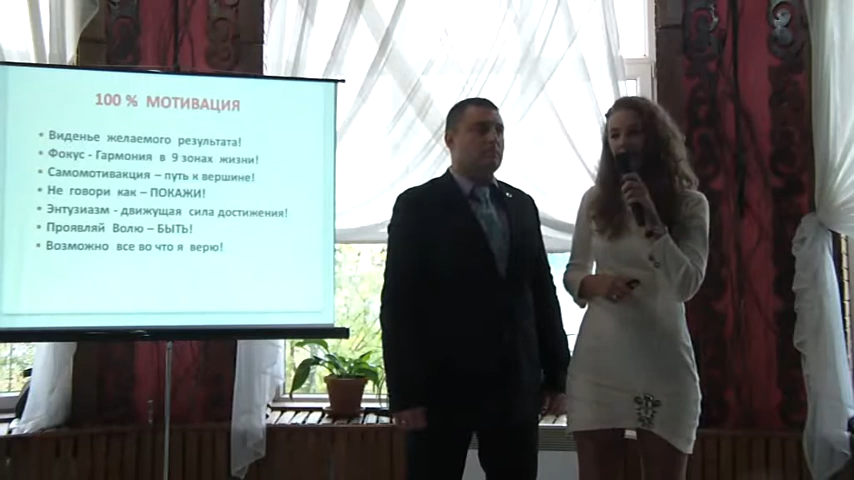 100 % МОТИВАЦИЯ
• Виденье желаемого результата!
• Фокус - Гармония в 9 зонах жизни!
• Самомотивакция – путь к вершине!
• Не говори как – ПОКАЖИ!
• Энтузиазм - движущая сила достижения!
• Проявляй Волю – БЫТЬ!
• Возможно все во что я верю!